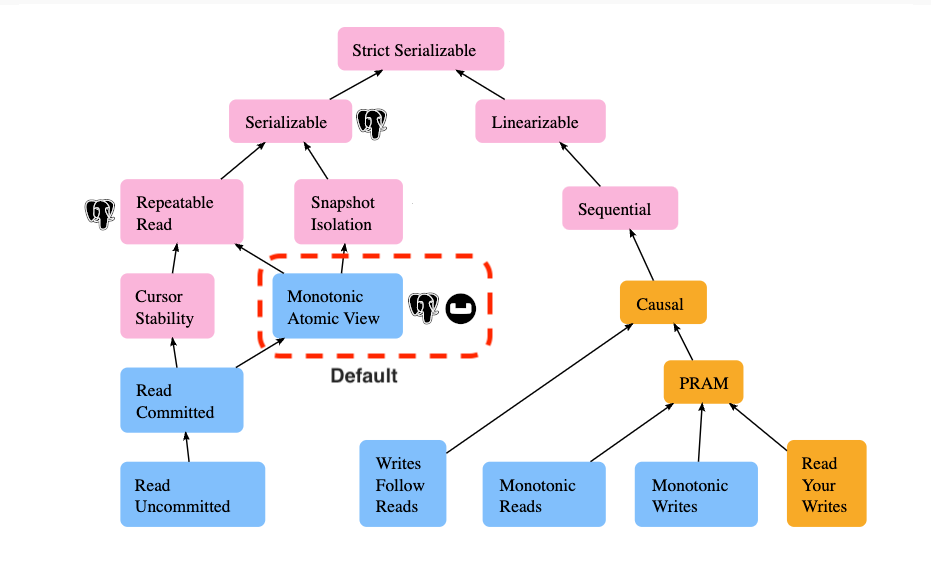 Strict Serializable
Serializable
Linearizable
Repeatable
Read
Snapshot
Isolation
Sequential
Cursor
Stability
Monotonic
Atomic View
Causal
Default
Read
Committed
PRAM
Writes
Follow
Reads
Monotonic
Reads
Monotonic
Writes
Read
Your
Writes
Read
Uncommitted